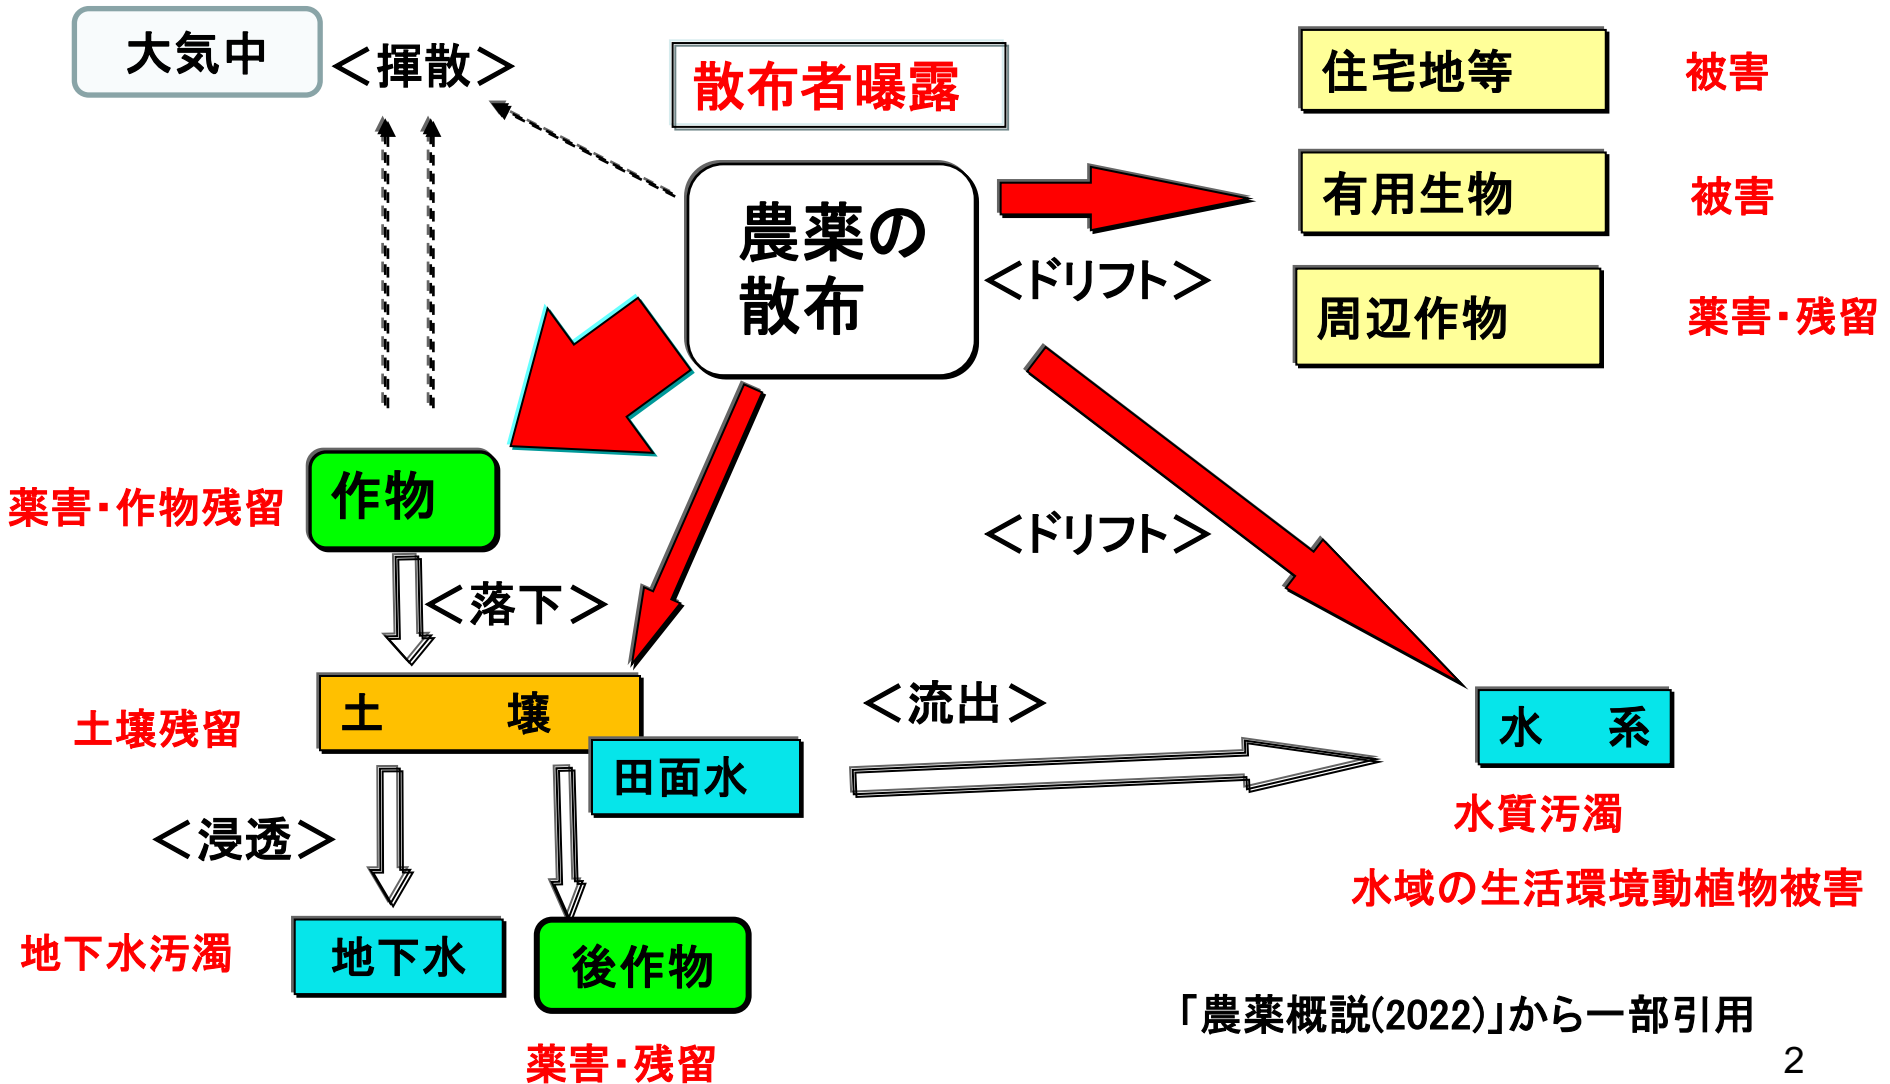 大気中
＜揮散＞
散布者曝露
住宅地等
被害
有用生物
被害
農薬の
散布
＜ドリフト＞
周辺作物
薬害・残留
作物
薬害・作物残留
＜ドリフト＞
＜落下＞
土　　壌
土壌残留
＜流出＞
水　系
田面水
水質汚濁
＜浸透＞
水域の生活環境動植物被害
地下水
地下水汚濁
後作物
薬害・残留
「農薬概説(2022)」から一部引用
2